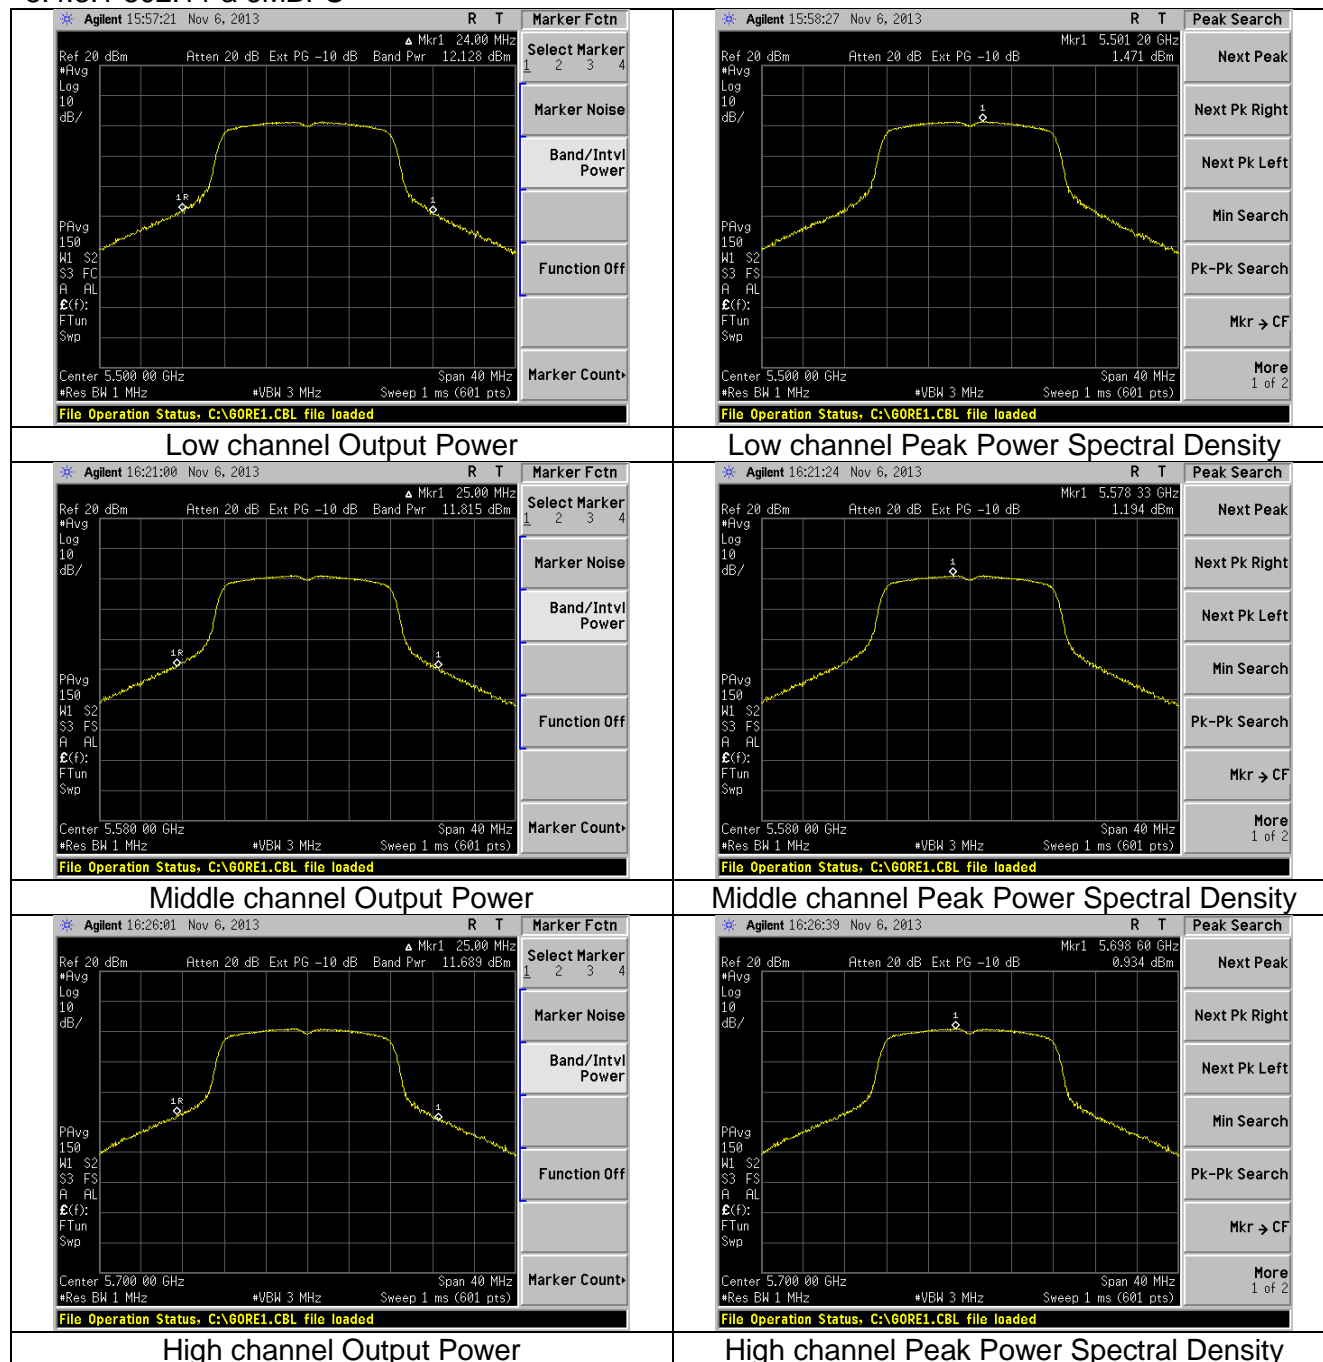 Agilent 15:57:21 Nov 6, 2013 R T Marker Fctn
Δ Mkr1 24.00 MHz
Ref 20 dBm Atten 20 dB Ext PG -10 dB Band Pwr 12.128 dBm
#Avg
Log
10
dB/
1R
1
PAvg
150
W1 S2
S3 FC
A AA
£(f):
FTun
Swp
Center 5.500 00 GHz Span 40 MHz
#Res BW 1 MHz #VBW 3 MHz Sweep 1 ms (601 pts)
File Operation Status, C:\GORE1.CBL file loaded
Select Marker
1 2 3 4
Marker Noise
Band/Intvl
Power
Function Off
Marker Count▸
Low channel Output Power
Agilent 15:58:27 Nov 6, 2013 R T Peak Search
Mkr1 5.501 20 GHz
Ref 20 dBm Atten 20 dB Ext PG -10 dB 1.471 dBm
#Avg
Log
10
dB/
1
PAvg
150
W1 S2
S3 FS
A AA
£(f):
FTun
Swp
Center 5.500 00 GHz Span 40 MHz
#Res BW 1 MHz #VBW 3 MHz Sweep 1 ms (601 pts)
File Operation Status, C:\GORE1.CBL file loaded
Next Peak
Next Pk Right
Next Pk Left
Min Search
Pk-Pk Search
Mkr → CF
More
1 of 2
Low channel Peak Power Spectral Density
Agilent 16:21:00 Nov 6, 2013 R T Marker Fctn
Δ Mkr1 25.00 MHz
Ref 20 dBm Atten 20 dB Ext PG -10 dB Band Pwr 11.815 dBm
#Avg
Log
10
dB/
1R
1
PAvg
150
W1 S2
S3 FS
A AA
£(f):
FTun
Swp
Center 5.580 00 GHz Span 40 MHz
#Res BW 1 MHz #VBW 3 MHz Sweep 1 ms (601 pts)
File Operation Status, C:\GORE1.CBL file loaded
Select Marker
1 2 3 4
Marker Noise
Band/Intvl
Power
Function Off
Marker Count▸
Middle channel Output Power
Agilent 16:21:24 Nov 6, 2013 R T Peak Search
Mkr1 5.578 33 GHz
Ref 20 dBm Atten 20 dB Ext PG -10 dB 1.194 dBm
#Avg
Log
10
dB/
1
PAvg
150
W1 S2
S3 FS
A AL
£(f):
FTun
Swp
Center 5.580 00 GHz Span 40 MHz
#Res BW 1 MHz #VBW 3 MHz Sweep 1 ms (601 pts)
File Operation Status, C:\GORE1.CBL file loaded
Next Peak
Next Pk Right
Next Pk Left
Min Search
Pk-Pk Search
Mkr → CF
More
1 of 2
Middle channel Peak Power Spectral Density
Agilent 16:26:01 Nov 6, 2013 R T Marker Fctn
Δ Mkr1 25.00 MHz
Ref 20 dBm Atten 20 dB Ext PG -10 dB Band Pwr 11.689 dBm
#Avg
Log
10
dB/
1R
1
PAvg
150
W1 S2
S3 FS
A AL
£(f):
FTun
Swp
Center 5.700 00 GHz Span 40 MHz
#Res BW 1 MHz #VBW 3 MHz Sweep 1 ms (601 pts)
File Operation Status, C:\GORE1.CBL file loaded
Select Marker
1 2 3 4
Marker Noise
Band/Intvl
Power
Function Off
Marker Count▸
High channel Output Power
Agilent 16:26:39 Nov 6, 2013 R T Peak Search
Mkr1 5.698 60 GHz
Ref 20 dBm Atten 20 dB Ext PG -10 dB 0.934 dBm
#Avg
Log
10
dB/
1
PAvg
150
W1 S2
S3 FS
A AL
£(f):
FTun
Swp
Center 5.700 00 GHz Span 40 MHz
#Res BW 1 MHz #VBW 3 MHz Sweep 1 ms (601 pts)
File Operation Status, C:\GORE1.CBL file loaded
Next Peak
Next Pk Right
Next Pk Left
Min Search
Pk-Pk Search
Mkr → CF
More
1 of 2
High channel Peak Power Spectral Density